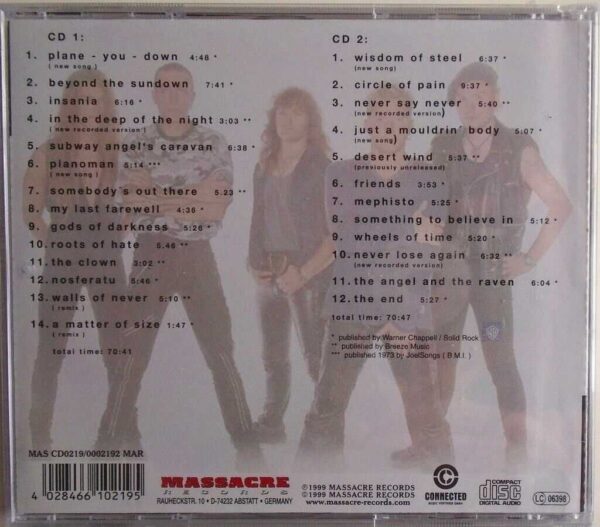 CD 1:
1. plane - you - down 4:48 *
( new song )
2. beyond the sundown 7:41 *
3. insania 6:16 *
4. in the deep of the night 3:03 **
( new recorded version )
5. subway angel's caravan 6:38 *
6. pianoman 5:14 ***
( new song )
7. somebody´s out there 5:23 **
8. my last farewell 4:36 *
9. gods of darkness 5:26 *
10. roots of hate 5:46 **
11. the clown 3:02 **
12. nosferatu 5:46 *
13. walls of never 5:10 **
( remix )
14. a matter of size 1:47 *
( remix )
total time: 70:41
CD 2:
1. wisdom of steel 6:37 *
(new song)
2. circle of pain 9:37 *
3. never say never 5:40 **
(new recorded version)
4. just a mouldrin´ body 5:07 *
(new song)
5. desert wind 5:37 **
(previously unreleased)
6. friends 3:53 *
7. mephisto 5:25 *
8. something to believe in 5:12 *
9. wheels of time 5:20 *
10. never lose again 6:32 **
(new recorded version)
11. the angel and the raven 6:04 *
12. the end 5:27 *
total time: 70:47
* published by Warner Chappell / Solid Rock
** published by Breeze Music
*** published 1973 by JoelSongs ( B.M.I. )
MAS CD0219/0002192 MAR
4 028466 102195
MASSACRE
RECORDS
RAUHECKSTR. 10 • D-74232 ABSTATT • GERMANY
℗1999 MASSACRE RECORDS
©1999 MASSACRE RECORDS
massacre-records.com
CONNECTED
COMPACT
disc
DIGITAL AUDIO
LC 06398